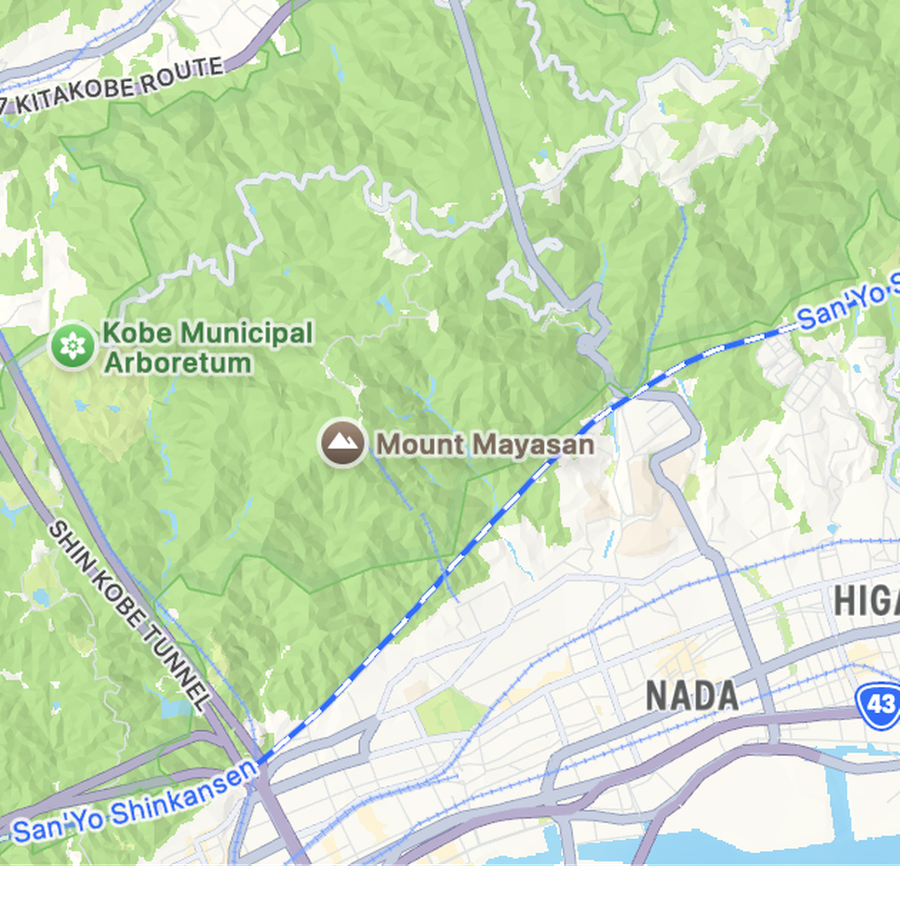 7 KITAKOBE ROUTE
San'Yo S
Kobe Municipal
Arboretum
Mount Mayasan
SHIN KOBE TUNNEL
HIGA
NADA
43
San'Yo Shinkansen